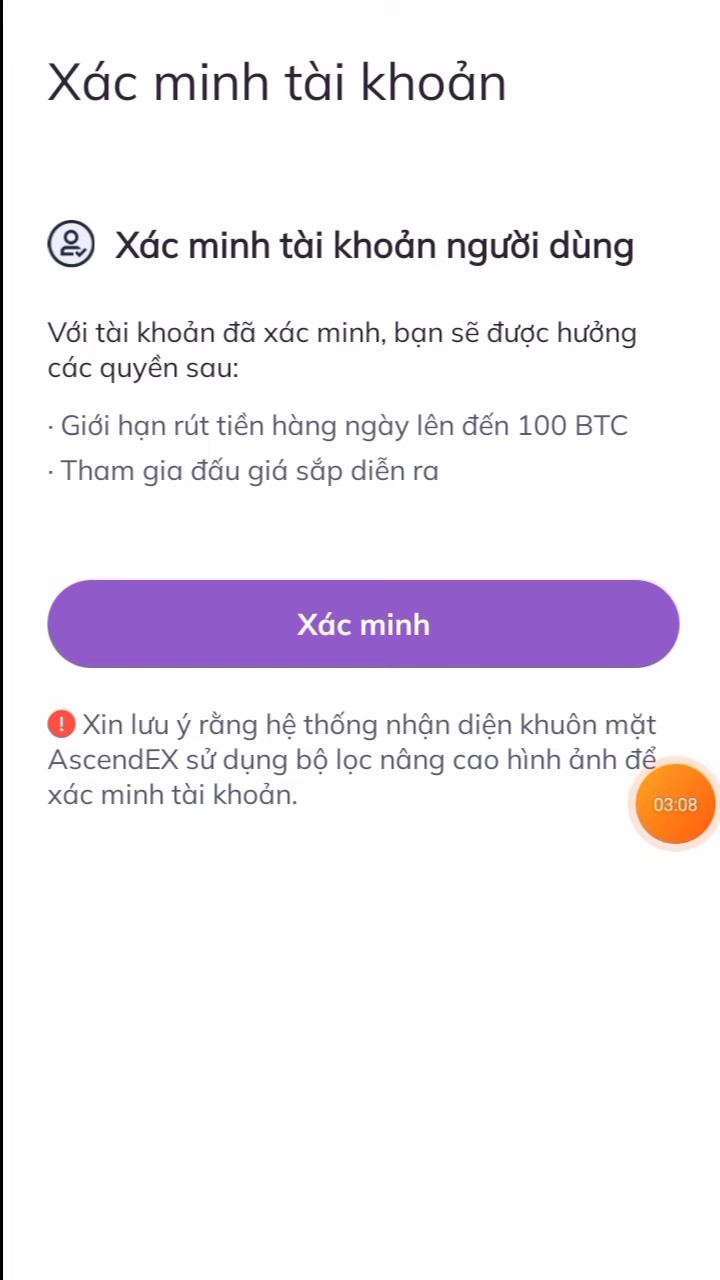 Xác minh tài khoản
Xác minh tài khoản người dùng
Với tài khoản đã xác minh, bạn sẽ được hưởng
các quyền sau:
· Giới hạn rút tiền hàng ngày lên đến 100 BTC
· Tham gia đấu giá sắp diễn ra
Xác minh
! Xin lưu ý rằng hệ thống nhận diện khuôn mặt
AscendEX sử dụng bộ lọc nâng cao hình ảnh để
xác minh tài khoản.
03:08